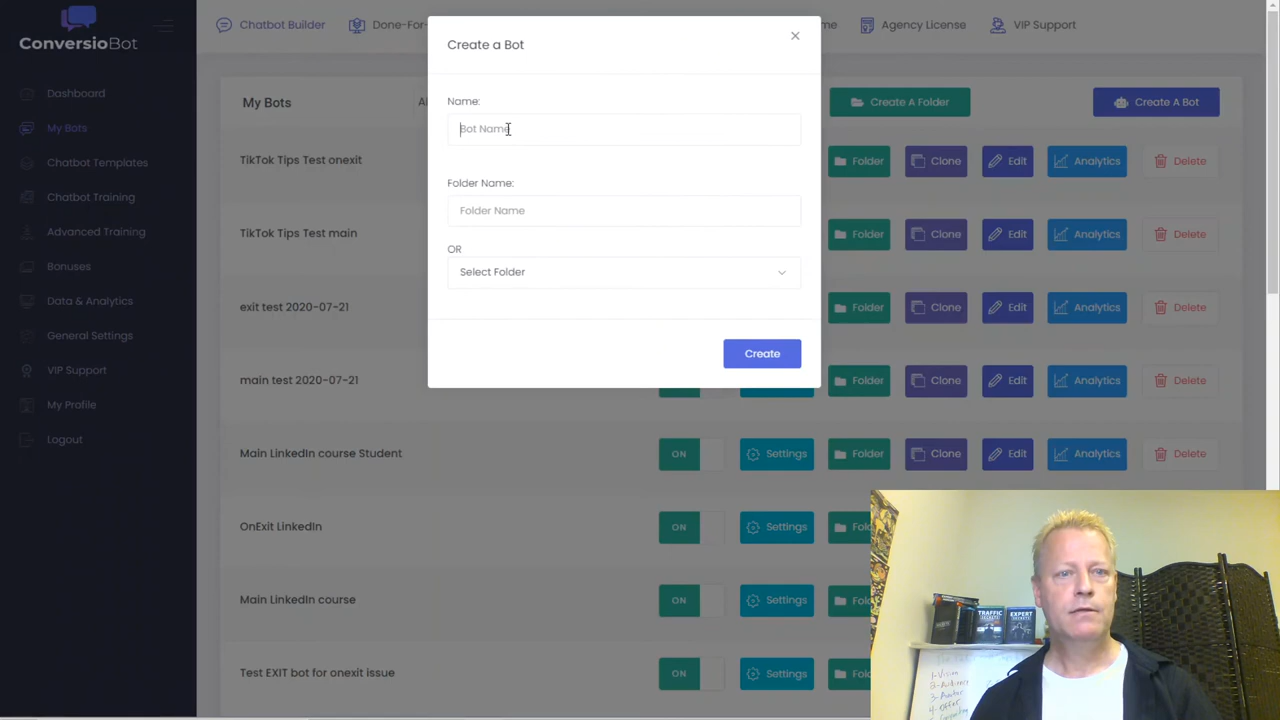 ConversioBot
Dashboard
My Bots
Chatbot Templates
Chatbot Training
Advanced Training
Bonuses
Data & Analytics
General Settings
VIP Support
My Profile
Logout
Chatbot Builder
Done-For-
me
Agency License
VIP Support
My Bots
Create A Folder
Create A Bot
Create a Bot
Name:
Bot Name
Folder Name:
Folder Name
OR
Select Folder
Create
TikTok Tips Test onexit
Folder Clone Edit Analytics Delete
TikTok Tips Test main
Folder Clone Edit Analytics Delete
exit test 2020-07-21
Folder Clone Edit Analytics Delete
main test 2020-07-21
Folder Clone Edit Analytics Delete
Main LinkedIn course Student
ON Settings Folder Clone Edit Analytics Delete
OnExit LinkedIn
ON Settings
Main LinkedIn course
ON Settings
Test EXIT bot for onexit issue
ON Settings
TRAFFIC
SECRETS
EXPERT
SECRETS
1-Vision